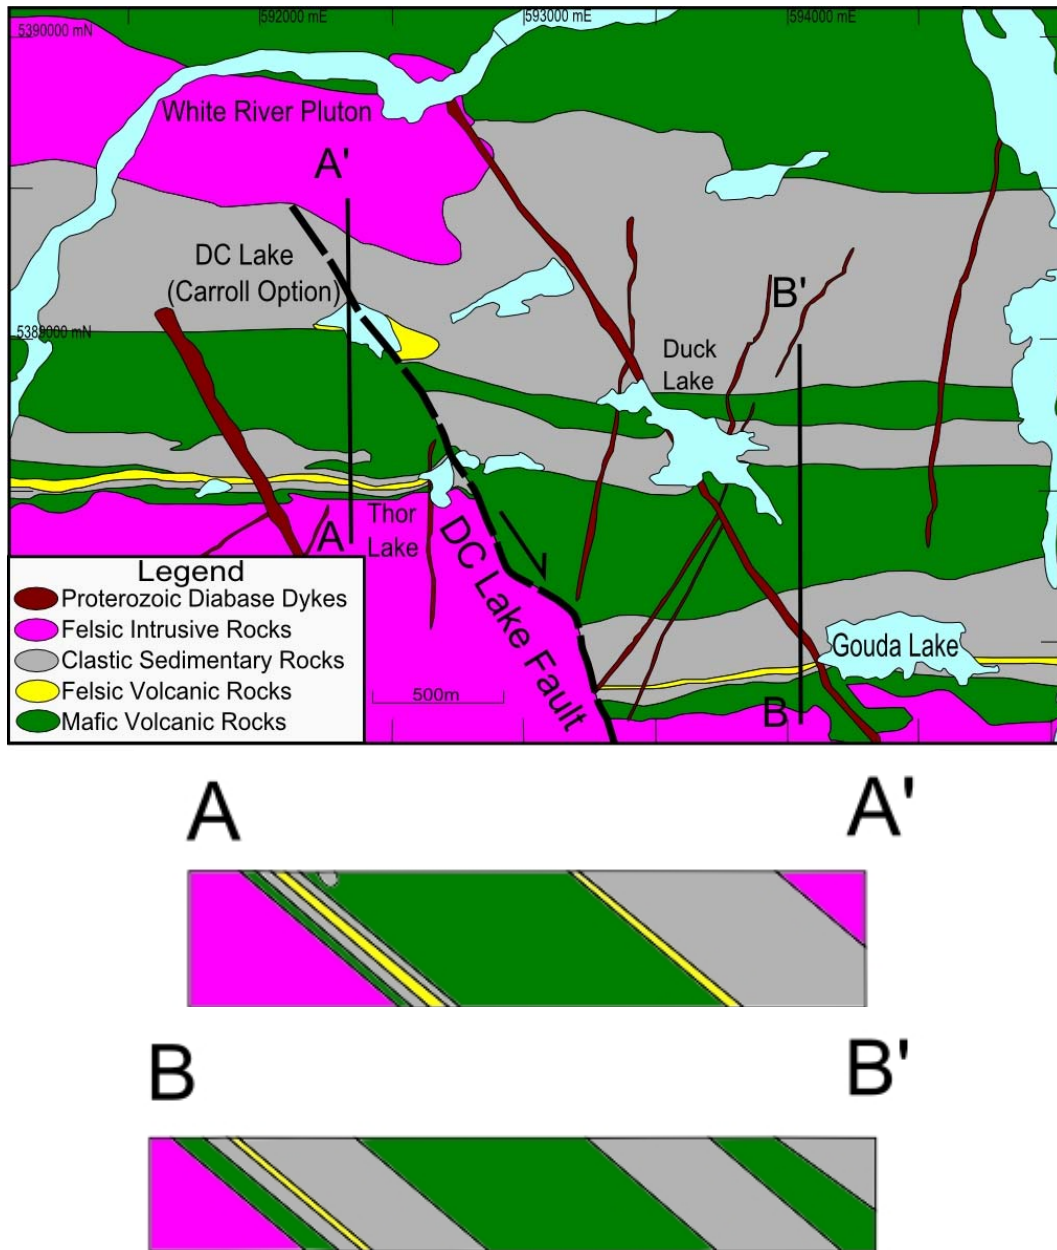 592000 mE
593000 mE
594000 mE
5390000 mN
White River Pluton
A'
DC Lake
(Carroll Option)
B'
5389000 mN
Duck
Lake
A
Thor
Lake
DC Lake Fault
Gouda Lake
B
500m
Legend
Proterozoic Diabase Dykes
Felsic Intrusive Rocks
Clastic Sedimentary Rocks
Felsic Volcanic Rocks
Mafic Volcanic Rocks
A
A'
B
B'